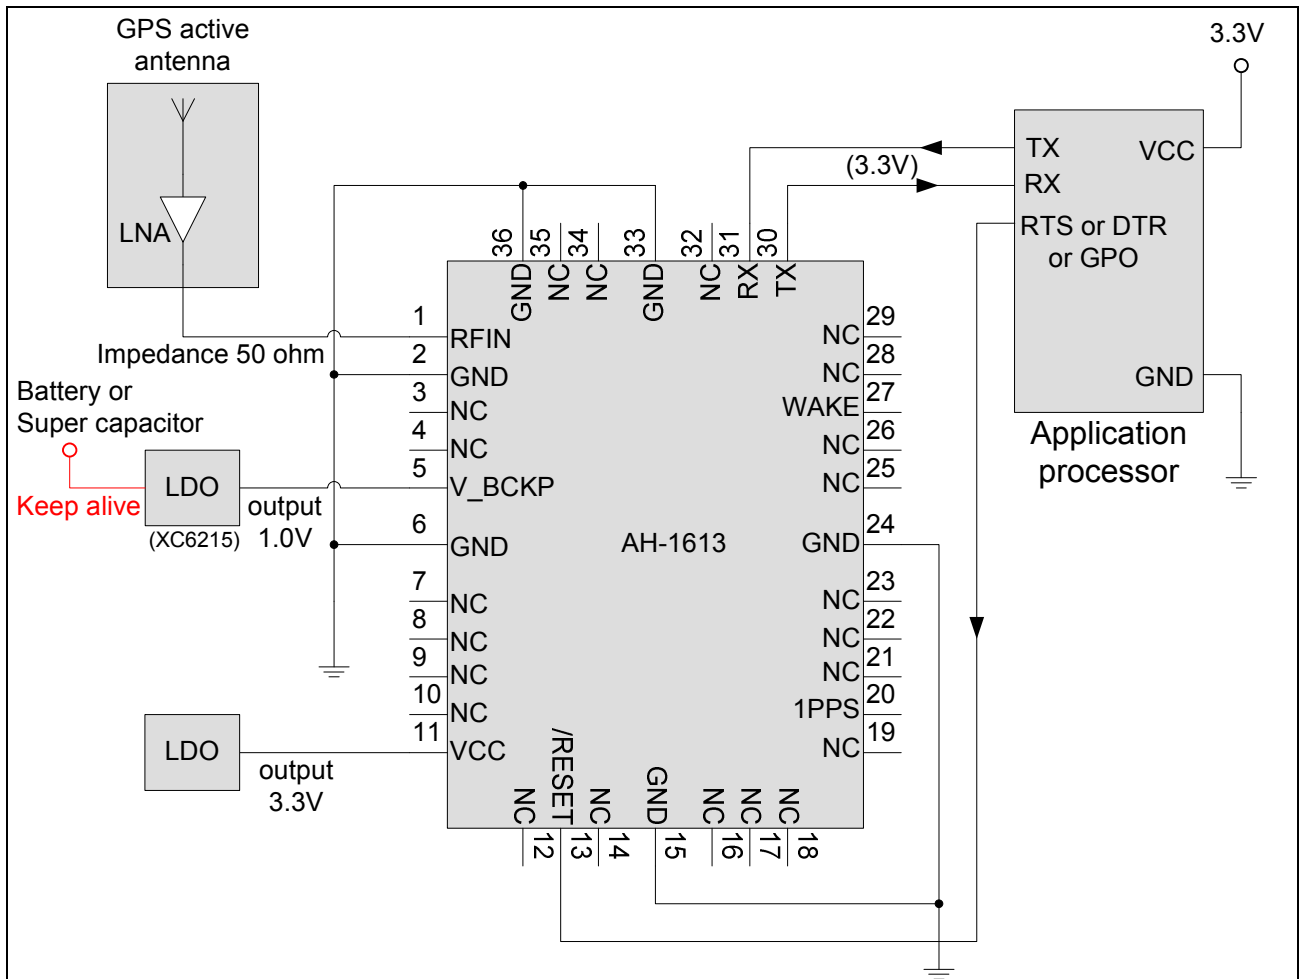 GPS active
antenna
LNA
Impedance 50 ohm
Battery or
Super capacitor
Keep alive
LDO
(XC6215)
output
1.0V
LDO
output
3.3V
36 35 34 33 32 31 30
GND NC NC GND NC RX TX
1 RFIN
2 GND
3 NC
4 NC
5 V_BCKP
6 GND
7 NC
8 NC
9 NC
10 NC
11 VCC
AH-1613
29 NC
28 NC
27 WAKE
26 NC
25 NC
24 GND
23 NC
22 NC
21 NC
20 1PPS
19 NC
NC /RESET NC GND NC NC NC
12 13 14 15 16 17 18
(3.3V)
3.3V
TX
VCC
RX
RTS or DTR
or GPO
GND
Application
processor